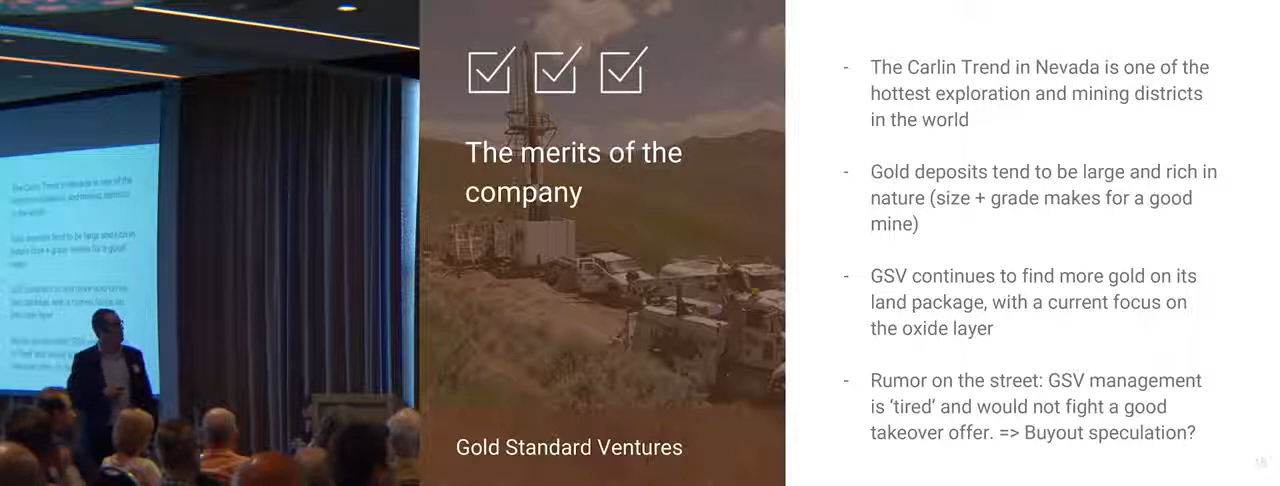 The merits of the
company
Gold Standard Ventures
- The Carlin Trend in Nevada is one of the
hottest exploration and mining districts
in the world
- Gold deposits tend to be large and rich in
nature (size + grade makes for a good
mine)
- GSV continues to find more gold on its
land package, with a current focus on
the oxide layer
- Rumor on the street: GSV management
is ‘tired’ and would not fight a good
takeover offer. => Buyout speculation?
18